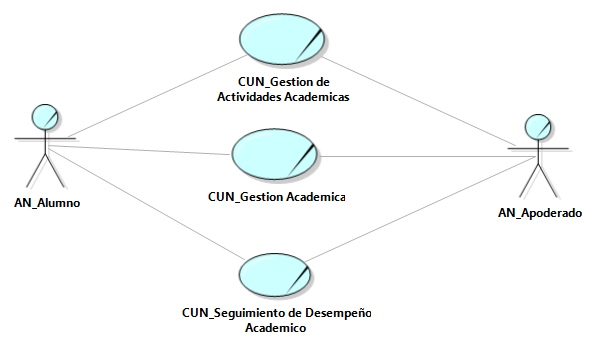 CUN_Gestion de
Actividades Academicas
AN_Alumno
CUN_Gestion Academica
AN_Apoderado
CUN_Seguimiento de Desempeño
Academico